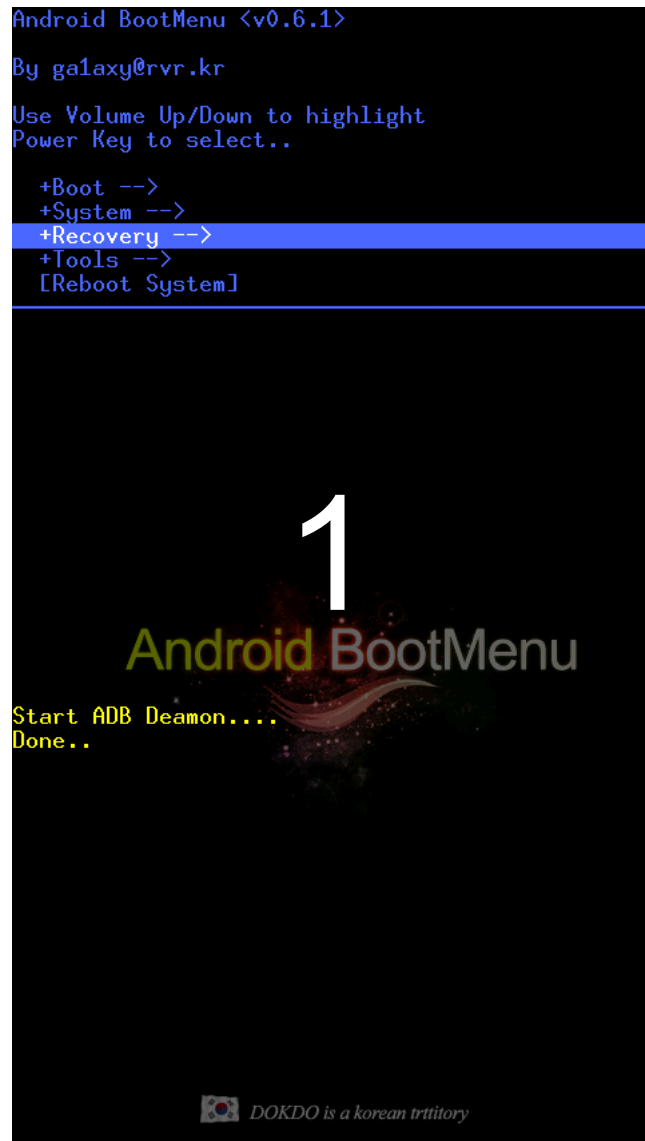 Android BootMenu <v0.6.1>
By ga1axy@rvr.kr
Use Volume Up/Down to highlight
Power Key to select..
+Boot -->
+System -->
+Recovery -->
+Tools -->
[Reboot System]
1
Android BootMenu
Start ADB Deamon....
Done..
DOKDO is a korean trttitory